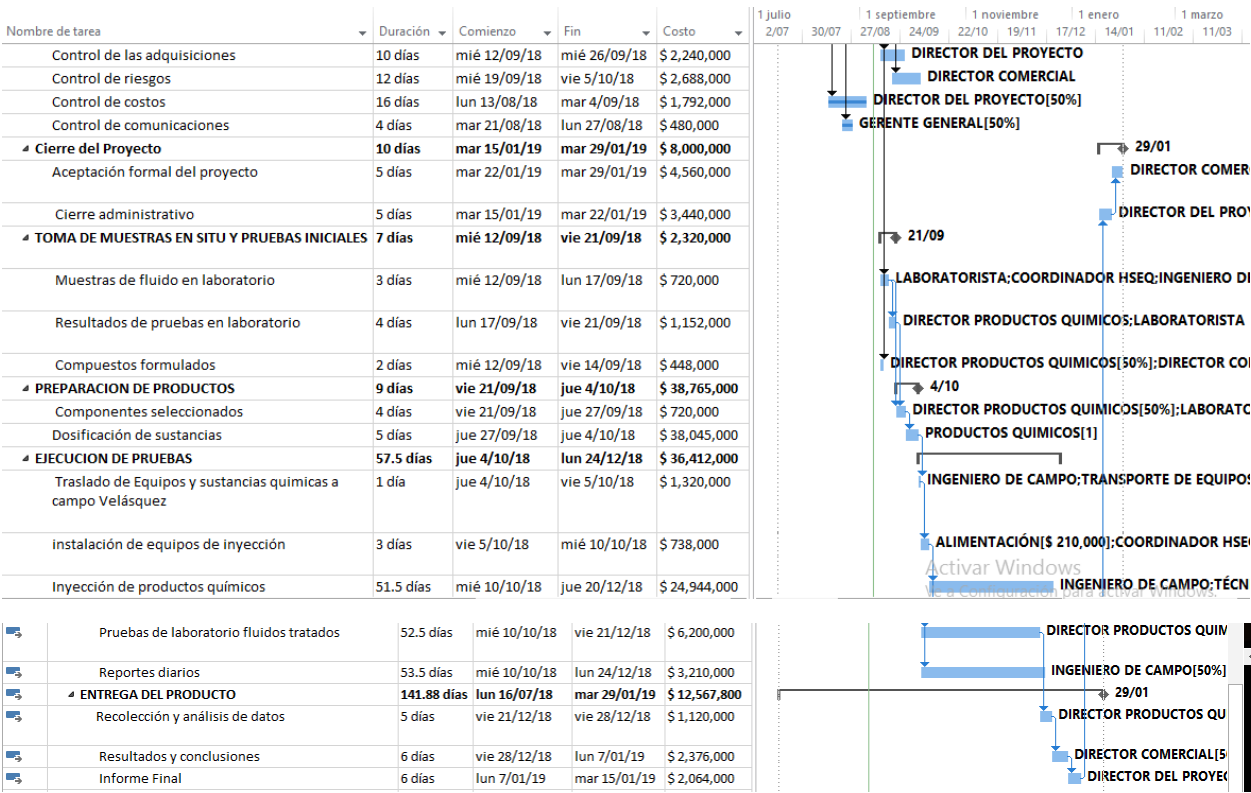 1 julio 1 septiembre 1 noviembre 1 enero 1 marzo
Nombre de tarea Duración Comienzo Fin Costo 2/07 30/07 27/08 24/09 22/10 19/11 17/12 14/01 11/02 11/03
Control de las adquisiciones 10 días mié 12/09/18 mié 26/09/18 $ 2,240,000 DIRECTOR DEL PROYECTO
Control de riesgos 12 días mié 19/09/18 vie 5/10/18 $ 2,688,000 DIRECTOR COMERCIAL
Control de costos 16 días lun 13/08/18 mar 4/09/18 $ 1,792,000 DIRECTOR DEL PROYECTO[50%]
Control de comunicaciones 4 días mar 21/08/18 lun 27/08/18 $ 480,000 GERENTE GENERAL[50%]
Cierre del Proyecto 10 días mar 15/01/19 mar 29/01/19 $ 8,000,000 29/01
Aceptación formal del proyecto 5 días mar 22/01/19 mar 29/01/19 $ 4,560,000 DIRECTOR COMERC
Cierre administrativo 5 días mar 15/01/19 mar 22/01/19 $ 3,440,000 DIRECTOR DEL PROY
TOMA DE MUESTRAS EN SITU Y PRUEBAS INICIALES 7 días mié 12/09/18 vie 21/09/18 $ 2,320,000 21/09
Muestras de fluido en laboratorio 3 días mié 12/09/18 lun 17/09/18 $ 720,000 LABORATORISTA;COORDINADOR HSEQ;INGENIERO DE
Resultados de pruebas en laboratorio 4 días lun 17/09/18 vie 21/09/18 $ 1,152,000 DIRECTOR PRODUCTOS QUIMICOS;LABORATORISTA
Compuestos formulados 2 días mié 12/09/18 vie 14/09/18 $ 448,000 DIRECTOR PRODUCTOS QUIMICOS[50%];DIRECTOR CO
PREPARACION DE PRODUCTOS 9 días vie 21/09/18 jue 4/10/18 $ 38,765,000 4/10
Componentes seleccionados 4 días vie 21/09/18 jue 27/09/18 $ 720,000 DIRECTOR PRODUCTOS QUIMICOS[50%];LABORATO
Dosificación de sustancias 5 días jue 27/09/18 jue 4/10/18 $ 38,045,000 PRODUCTOS QUIMICOS[1]
EJECUCION DE PRUEBAS 57.5 días jue 4/10/18 lun 24/12/18 $ 36,412,000
Traslado de Equipos y sustancias quimicas a 1 día jue 4/10/18 vie 5/10/18 $ 1,320,000 INGENIERO DE CAMPO;TRANSPORTE DE EQUIPOS
campo Velásquez
instalación de equipos de inyección 3 días vie 5/10/18 mié 10/10/18 $ 738,000 ALIMENTACIÓN[$ 210,000];COORDINADOR HSEQ
Activar Windows
Inyección de productos químicos 51.5 días mié 10/10/18 jue 20/12/18 $ 24,944,000 INGENIERO DE CAMPO;TÉCN
Ve a Configuración para activar Windows.
Pruebas de laboratorio fluidos tratados 52.5 días mié 10/10/18 vie 21/12/18 $ 6,200,000 DIRECTOR PRODUCTOS QUIM
Reportes diarios 53.5 días mié 10/10/18 lun 24/12/18 $ 3,210,000 INGENIERO DE CAMPO[50%]
ENTREGA DEL PRODUCTO 141.88 días lun 16/07/18 mar 29/01/19 $ 12,567,800 29/01
Recolección y análisis de datos 5 días vie 21/12/18 vie 28/12/18 $ 1,120,000 DIRECTOR PRODUCTOS QU
Resultados y conclusiones 6 días vie 28/12/18 lun 7/01/19 $ 2,376,000 DIRECTOR COMERCIAL[50
Informe Final 6 días lun 7/01/19 mar 15/01/19 $ 2,064,000 DIRECTOR DEL PROYEC